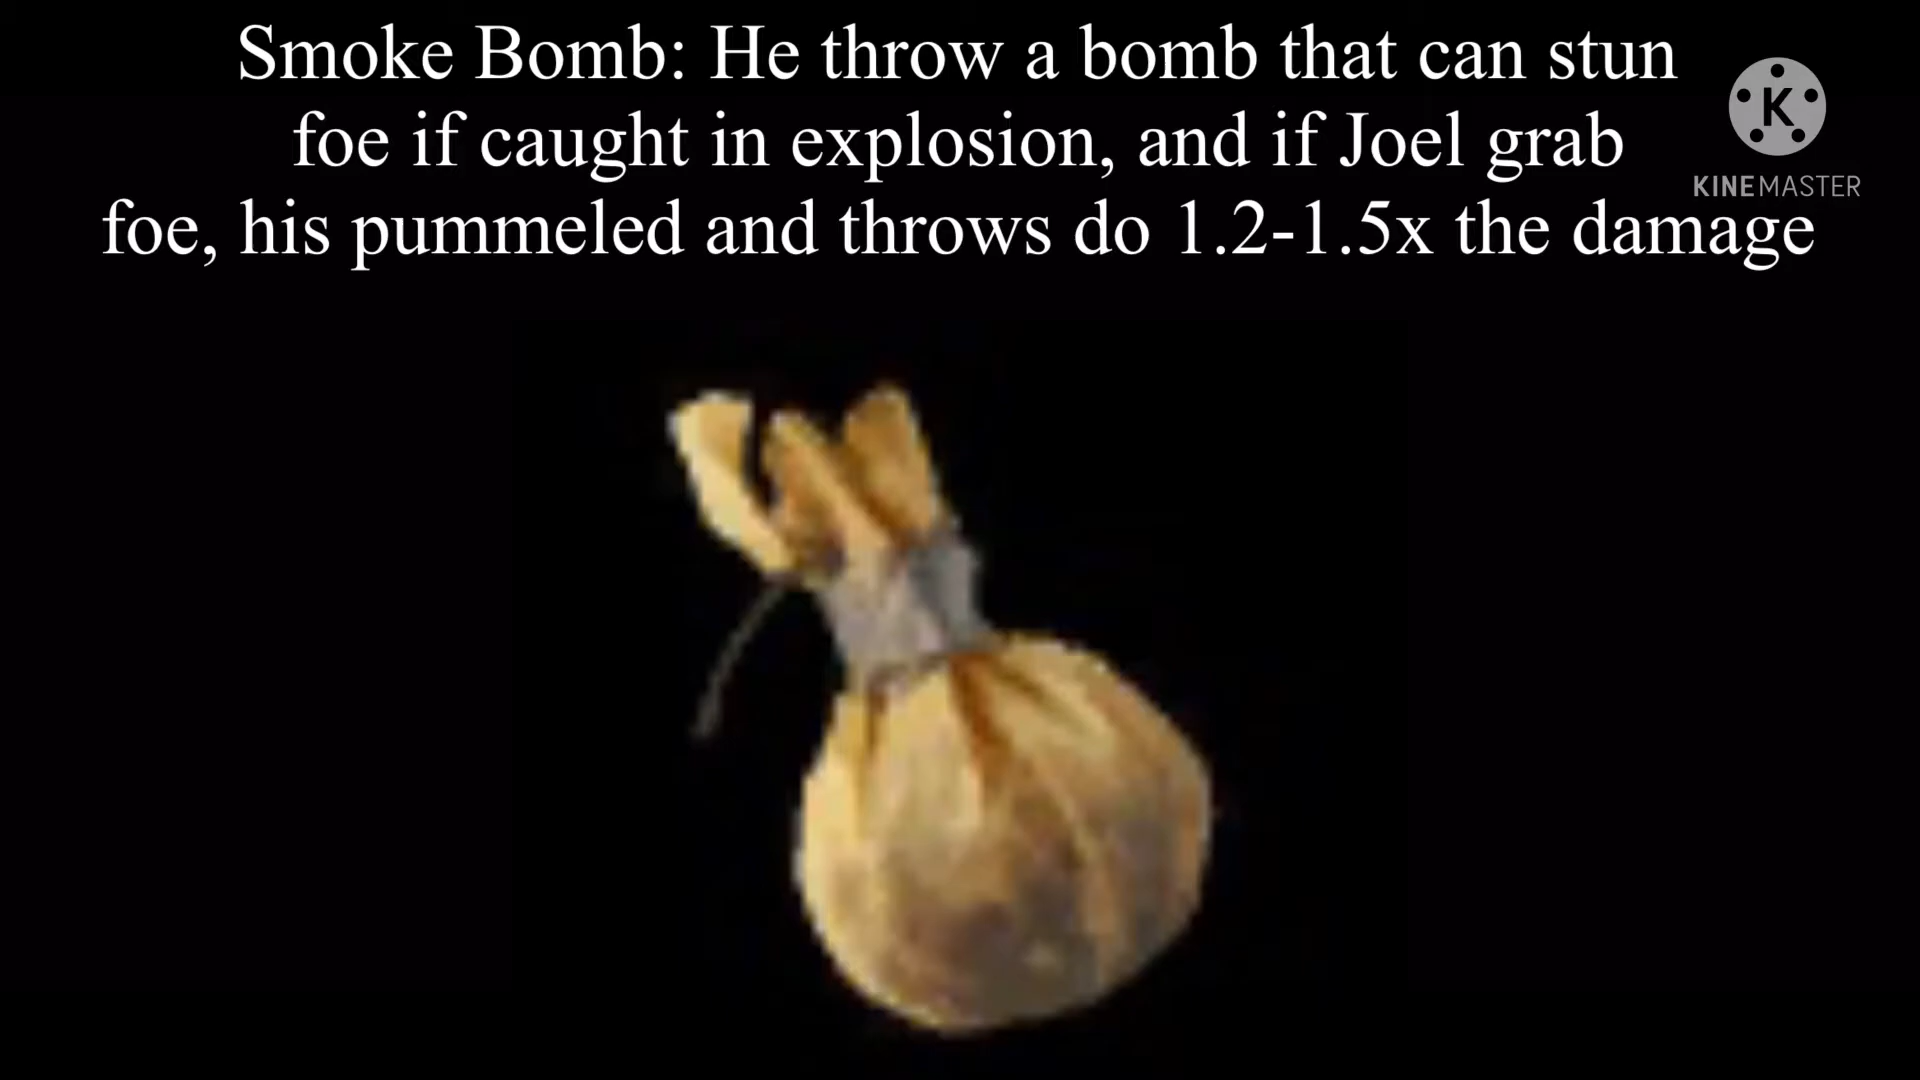 Smoke Bomb: He throw a bomb that can stun
foe if caught in explosion, and if Joel grab
foe, his pummeled and throws do 1.2-1.5x the damage
K
KINEMASTER